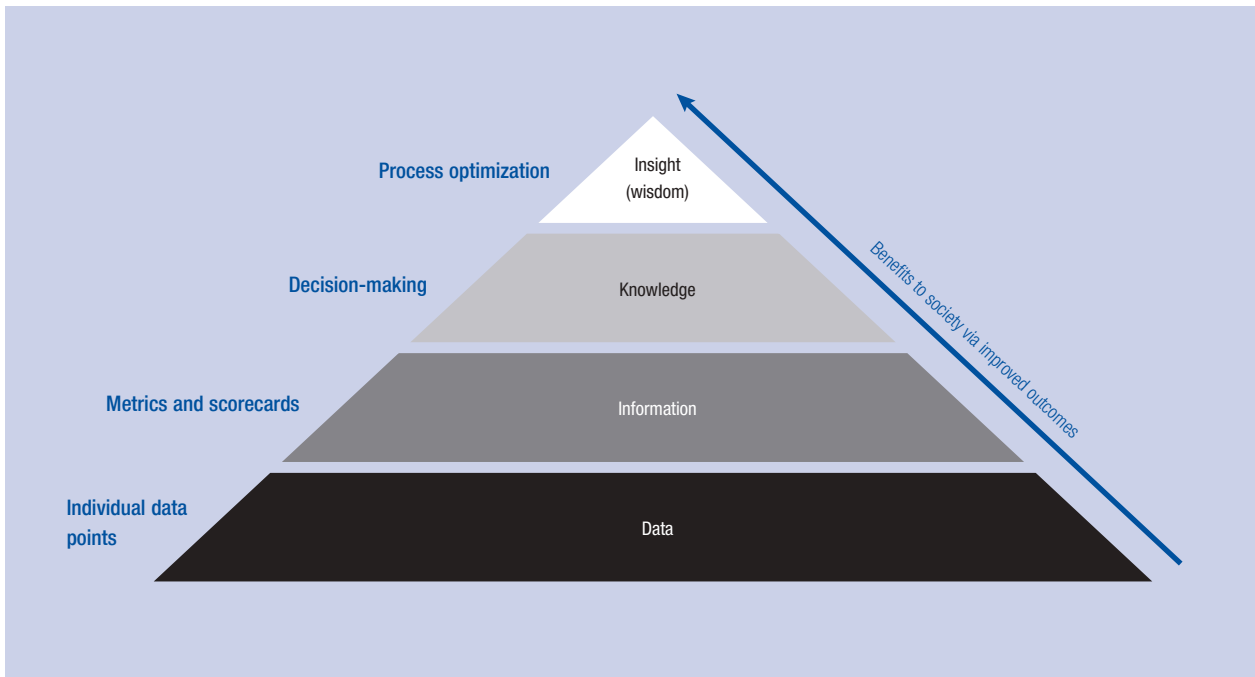 Process optimization
Insight
(wisdom)
Decision-making
Knowledge
Metrics and scorecards
Information
Individual data
points
Data
Benefits to society via improved outcomes